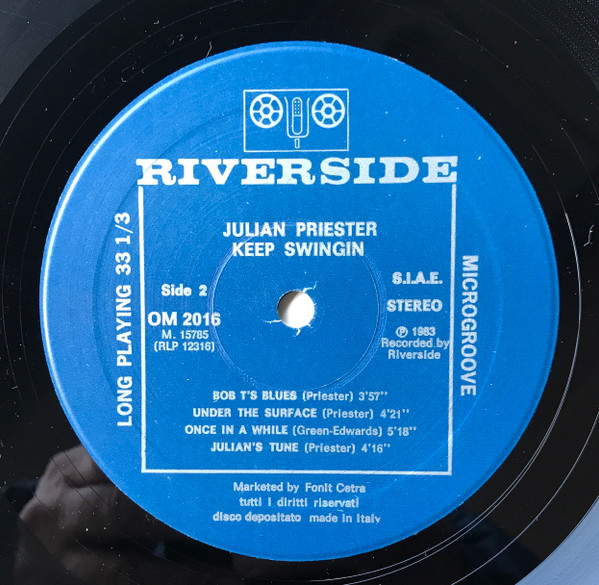 RIVERSIDE
JULIAN PRIESTER
KEEP SWINGIN
LONG PLAYING 33 1/3
Side 2
OM 2016
M. 15785
(RLP 12316)
S.I.A.E.
STEREO
℗ 1983
Recorded by
Riverside
MICROGROOVE
BOB T'S BLUES (Priester) 3'57''
UNDER THE SURFACE (Priester) 4'21''
ONCE IN A WHILE (Green-Edwards) 5'18''
JULIAN'S TUNE (Priester) 4'16''
Marketed by Fonit Cetra
tutti i diritti riservati
disco depositato made in Italy